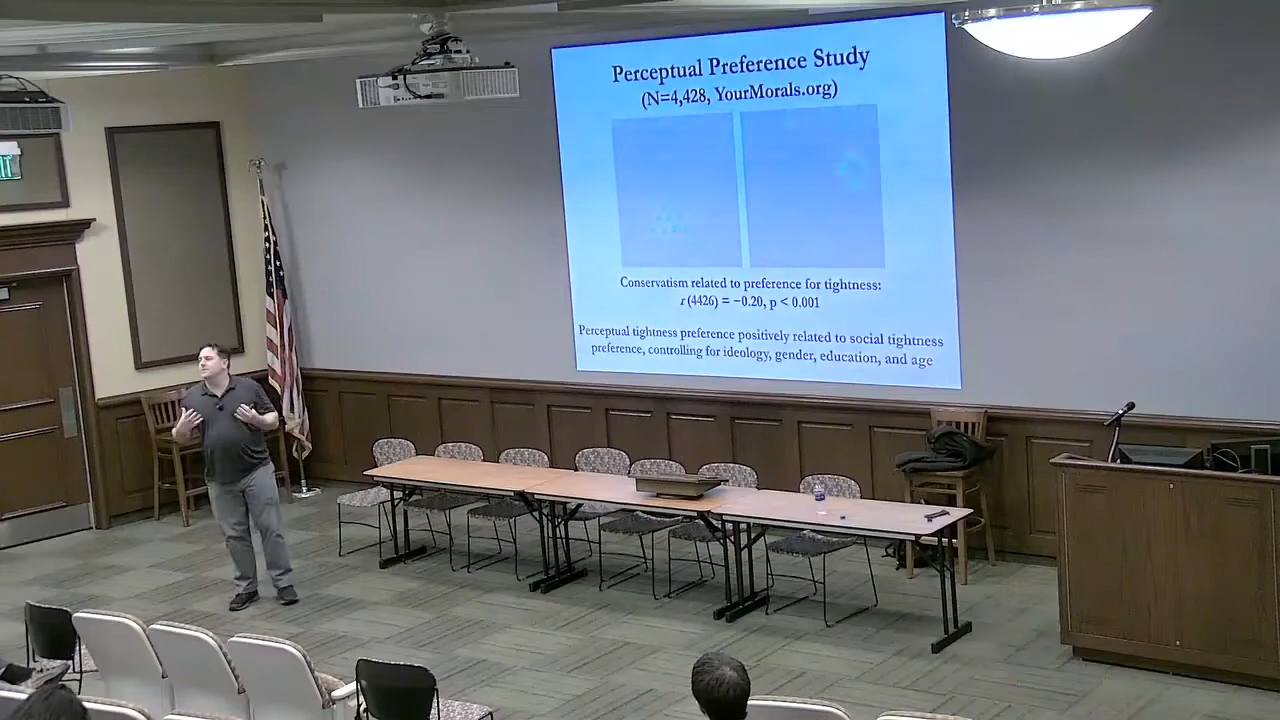 Perceptual Preference Study
(N=4,428, YourMorals.org)
Conservatism related to preference for tightness:
r (4426) = −0.20, p < 0.001
Perceptual tightness preference positively related to social tightness
preference, controlling for ideology, gender, education, and age